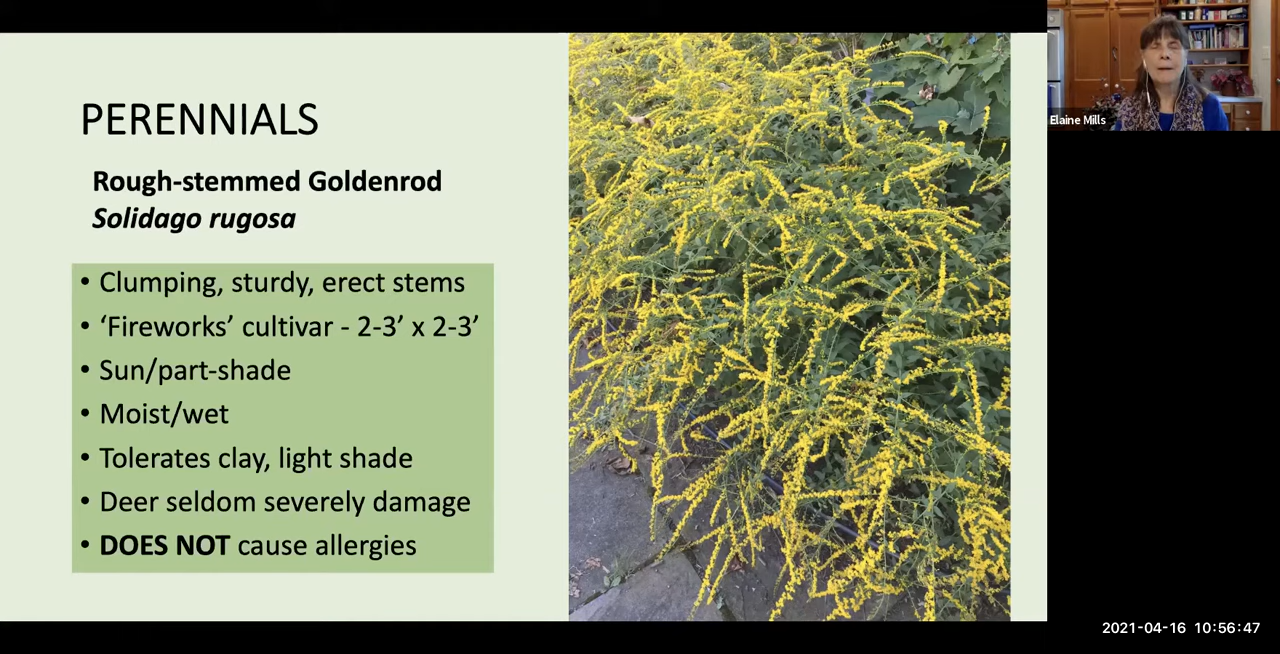 PERENNIALS
Rough-stemmed Goldenrod
Solidago rugosa
• Clumping, sturdy, erect stems
• ‘Fireworks’ cultivar - 2-3’ x 2-3’
• Sun/part-shade
• Moist/wet
• Tolerates clay, light shade
• Deer seldom severely damage
• DOES NOT cause allergies
Elaine Mills
2021-04-16 10:56:47